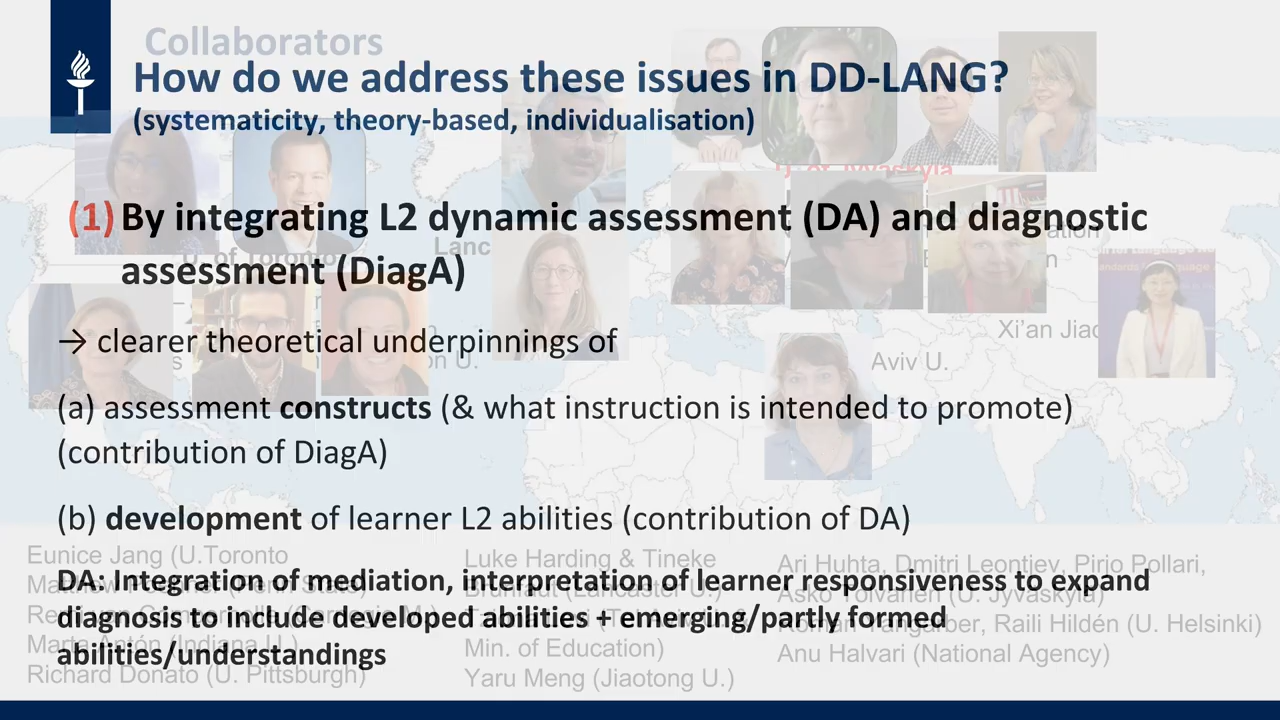 Collaborators
How do we address these issues in DD-LANG?
(systematicity, theory-based, individualisation)
(1) By integrating L2 dynamic assessment (DA) and diagnostic
assessment (DiagA)
→ clearer theoretical underpinnings of
Xi'an Jiao
Aviv U.
(a) assessment constructs (& what instruction is intended to promote)
(contribution of DiagA)
(b) development of learner L2 abilities (contribution of DA)
DA: Integration of mediation, interpretation of learner responsiveness to expand
diagnosis to include developed abilities + emerging/partly formed
abilities/understandings
Eunice Jang (U.Toronto
Richard Donato (U. Pittsburgh)
Luke Harding & Tineke
Min. of Education)
Yaru Meng (Jiaotong U.)
Ari Huhta, Dmitri Leontjev, Pirjo Pollari,
Raili Hildén (U. Helsinki)
Anu Halvari (National Agency)